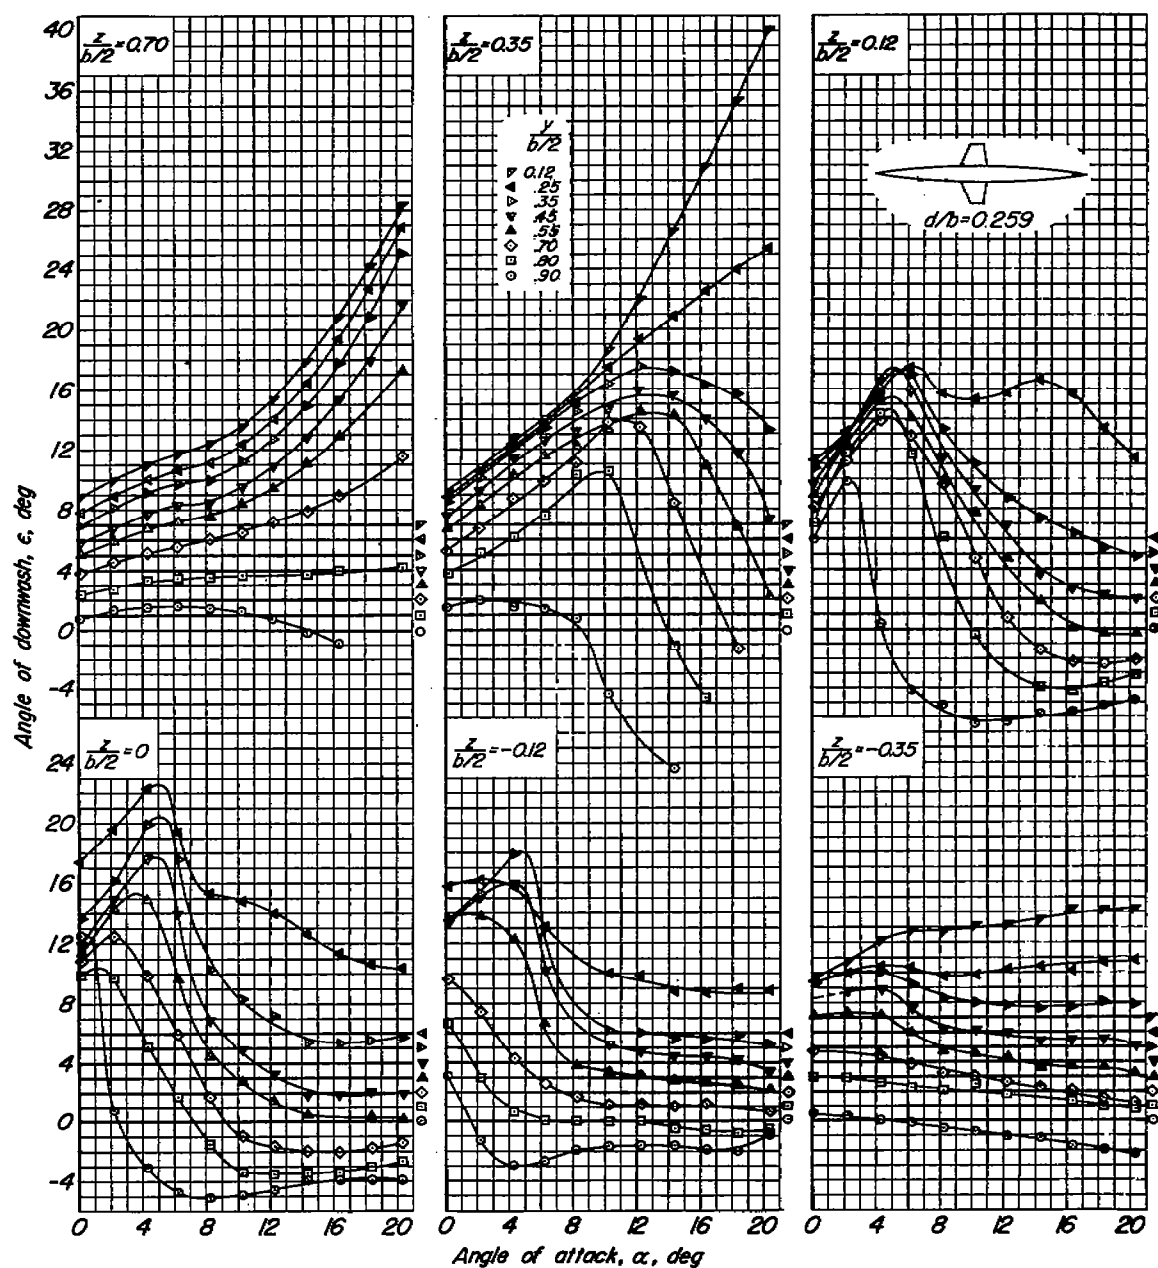 40
36
32
28
24
20
16
12
8
4
0
-4
z/b/2 = 0.70
z/b/2 = 0.35
z/b/2 = 0.12
y/b/2
0.12
.25
.35
.45
.55
.70
.80
.90
d/b = 0.259
Angle of downwash, ε, deg
z/b/2 = 0
z/b/2 = -0.12
z/b/2 = -0.35
24
20
16
12
8
4
0
-4
0 4 8 12 16 20
0 4 8 12 16 20
0 4 8 12 16 20
Angle of attack, α, deg